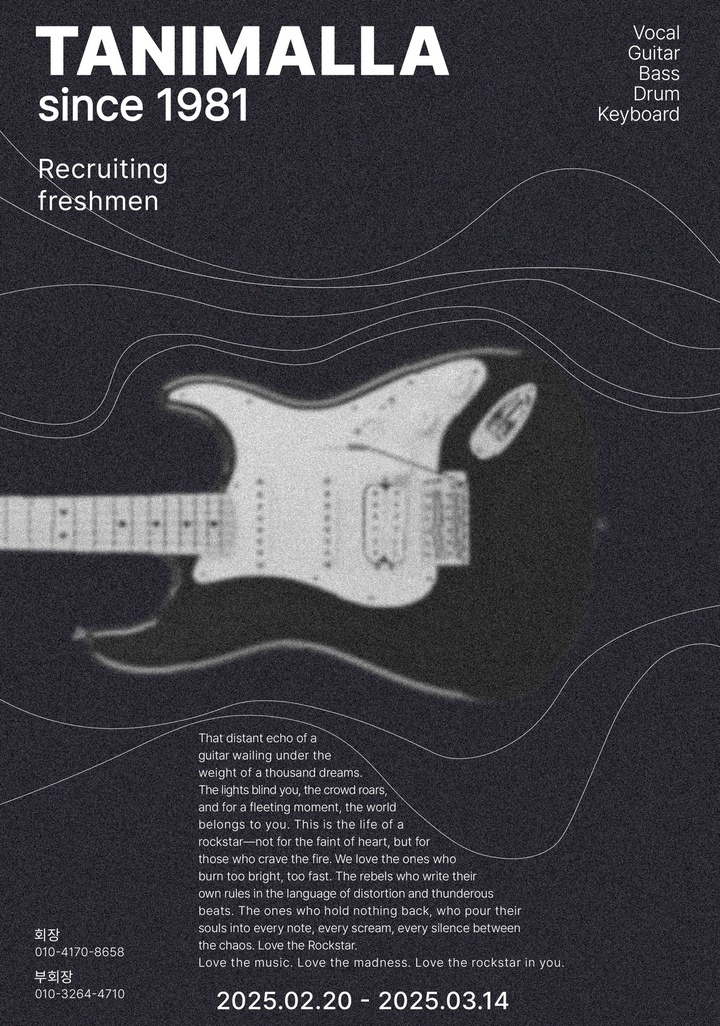 TANIMALLA
since 1981
Recruiting
freshmen
Vocal
Guitar
Bass
Drum
Keyboard
That distant echo of a
guitar wailing under the
weight of a thousand dreams.
The lights blind you, the crowd roars,
and for a fleeting moment, the world
belongs to you. This is the life of a
rockstar—not for the faint of heart, but for
those who crave the fire. We love the ones who
burn too bright, too fast. The rebels who write their
own rules in the language of distortion and thunderous
beats. The ones who hold nothing back, who pour their
souls into every note, every scream, every silence between
the chaos. Love the Rockstar.
Love the music. Love the madness. Love the rockstar in you.
회장
010-4170-8658
부회장
010-3264-4710
2025.02.20 - 2025.03.14